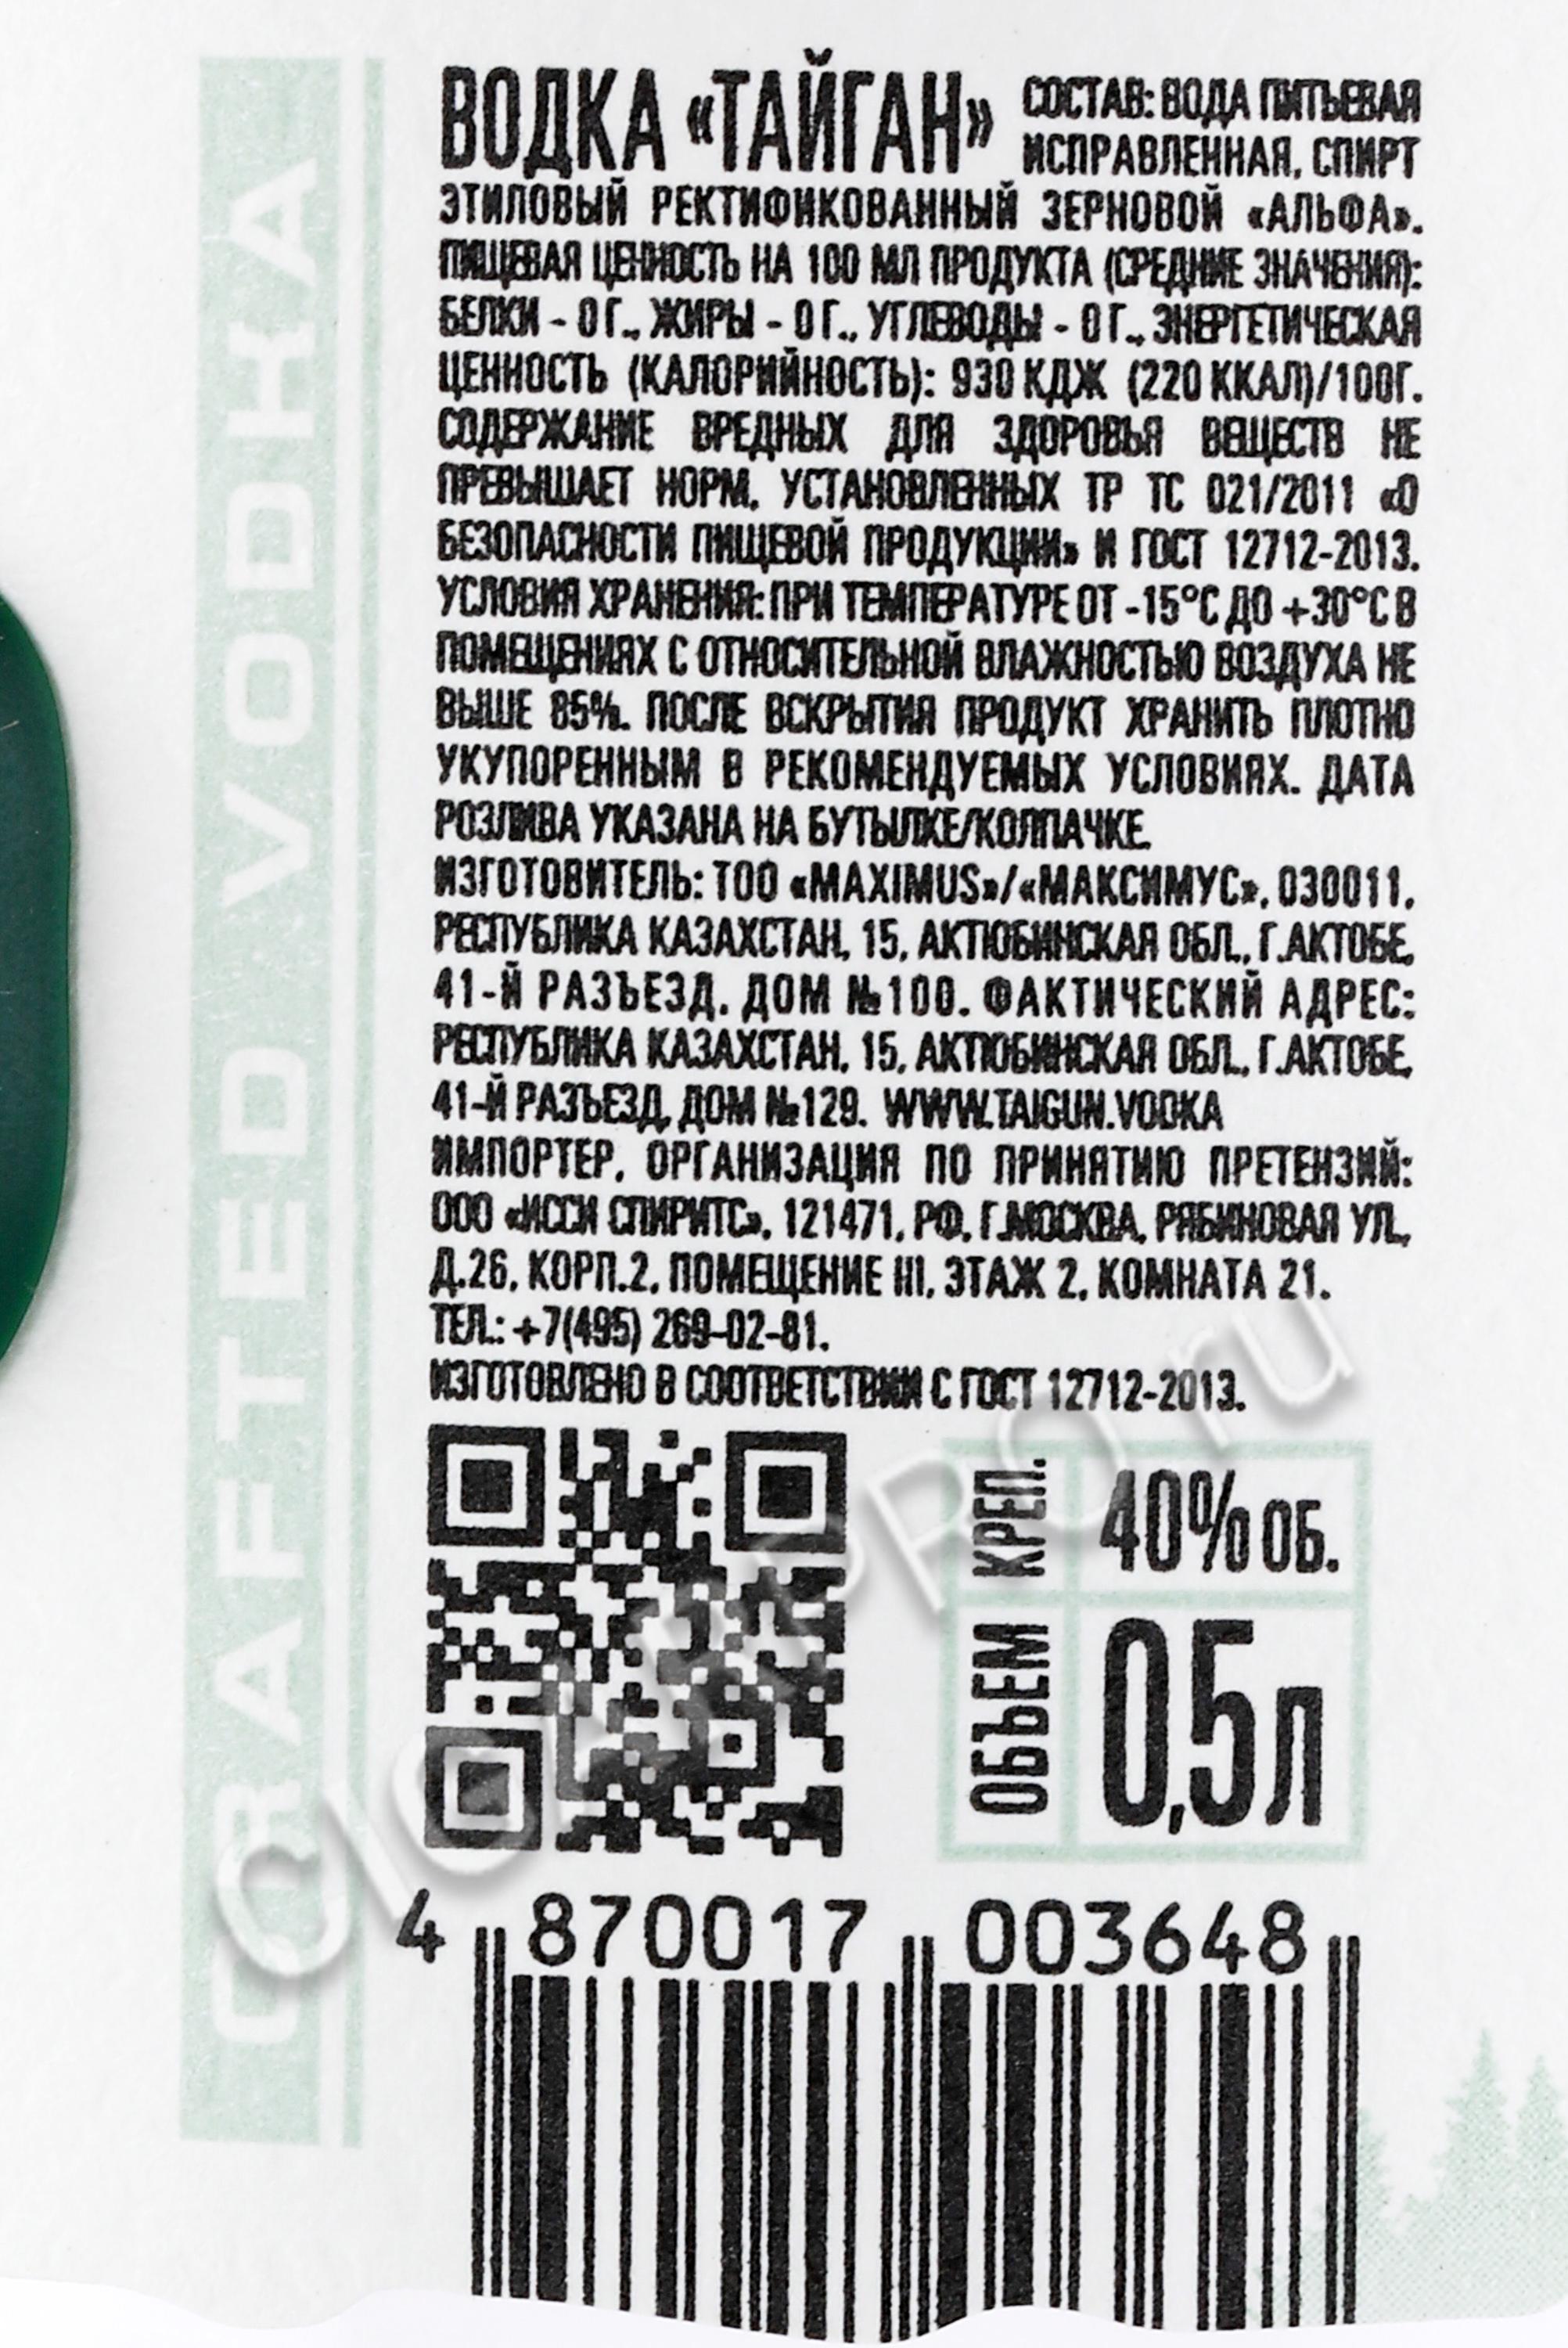 ВОДКА «ТАЙГАН» СОСТАВ: ВОДА ПИТЬЕВАЯ
ИСПРАВЛЕННАЯ, СПИРТ
ЭТИЛОВЫЙ РЕКТИФИКОВАННЫЙ ЗЕРНОВОЙ «АЛЬФА».
ПИЩЕВАЯ ЦЕННОСТЬ НА 100 МЛ ПРОДУКТА (СРЕДНИЕ ЗНАЧЕНИЯ):
БЕЛКИ - 0 Г., ЖИРЫ - 0 Г., УГЛЕВОДЫ - 0 Г., ЭНЕРГЕТИЧЕСКАЯ
ЦЕННОСТЬ (КАЛОРИЙНОСТЬ): 930 КДЖ (220 ККАЛ)/100Г.
СОДЕРЖАНИЕ ВРЕДНЫХ ДЛЯ ЗДОРОВЬЯ ВЕЩЕСТВ НЕ
ПРЕВЫШАЕТ НОРМ, УСТАНОВЛЕННЫХ ТР ТС 021/2011 «О
БЕЗОПАСНОСТИ ПИЩЕВОЙ ПРОДУКЦИИ» И ГОСТ 12712-2013.
УСЛОВИЯ ХРАНЕНИЯ: ПРИ ТЕМПЕРАТУРЕ ОТ -15°С ДО +30°С В
ПОМЕЩЕНИЯХ С ОТНОСИТЕЛЬНОЙ ВЛАЖНОСТЬЮ ВОЗДУХА НЕ
ВЫШЕ 85%. ПОСЛЕ ВСКРЫТИЯ ПРОДУКТ ХРАНИТЬ ПЛОТНО
УКУПОРЕННЫМ В РЕКОМЕНДУЕМЫХ УСЛОВИЯХ. ДАТА
РОЗЛИВА УКАЗАНА НА БУТЫЛКЕ/КОЛПАЧКЕ.
ИЗГОТОВИТЕЛЬ: ТОО «MAXIMUS»/«МАКСИМУС», 030011,
РЕСПУБЛИКА КАЗАХСТАН, 15, АКТЮБИНСКАЯ ОБЛ., Г.АКТОБЕ,
41-Й РАЗЪЕЗД, ДОМ №100. ФАКТИЧЕСКИЙ АДРЕС:
РЕСПУБЛИКА КАЗАХСТАН, 15, АКТЮБИНСКАЯ ОБЛ., Г.АКТОБЕ,
41-Й РАЗЪЕЗД, ДОМ №129. WWW.TAIGUN.VODKA
ИМПОРТЕР, ОРГАНИЗАЦИЯ ПО ПРИНЯТИЮ ПРЕТЕНЗИЙ:
ООО «ИССИ СПИРИТС», 121471, РФ, Г.МОСКВА, РЯБИНОВАЯ УЛ.,
Д.26, КОРП.2, ПОМЕЩЕНИЕ III, ЭТАЖ 2, КОМНАТА 21.
ТЕЛ.: +7(495) 269-02-81.
ИЗГОТОВЛЕНО В СООТВЕТСТВИИ С ГОСТ 12712-2013.
КРЕП. 40% ОБ.
ОБЪЕМ 0,5 Л
4 870017 003648
CRAFTED VODKA
CIGARPRO.ru